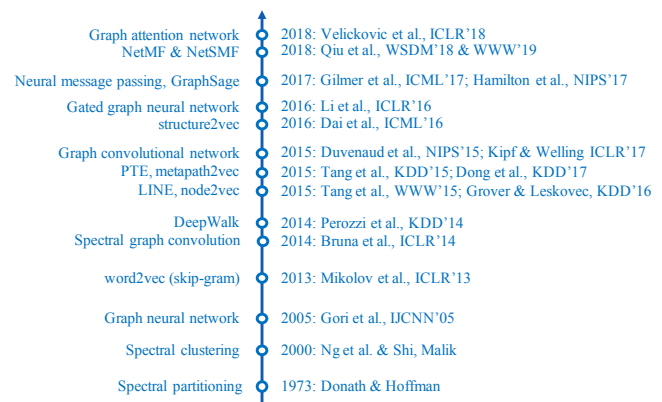 Graph attention network 2018: Velickovic et al., ICLR'18
NetMF & NetSMF 2018: Qiu et al., WSDM'18 & WWW'19
Neural message passing, GraphSage 2017: Gilmer et al., ICML'17; Hamilton et al., NIPS'17
Gated graph neural network 2016: Li et al., ICLR'16
structure2vec 2016: Dai et al., ICML'16
Graph convolutional network 2015: Duvenaud et al., NIPS'15; Kipf & Welling ICLR'17
PTE, metapath2vec 2015: Tang et al., KDD'15; Dong et al., KDD'17
LINE, node2vec 2015: Tang et al., WWW'15; Grover & Leskovec, KDD'16
DeepWalk 2014: Perozzi et al., KDD'14
Spectral graph convolution 2014: Bruna et al., ICLR'14
word2vec (skip-gram) 2013: Mikolov et al., ICLR'13
Graph neural network 2005: Gori et al., IJCNN'05
Spectral clustering 2000: Ng et al. & Shi, Malik
Spectral partitioning 1973: Donath & Hoffman